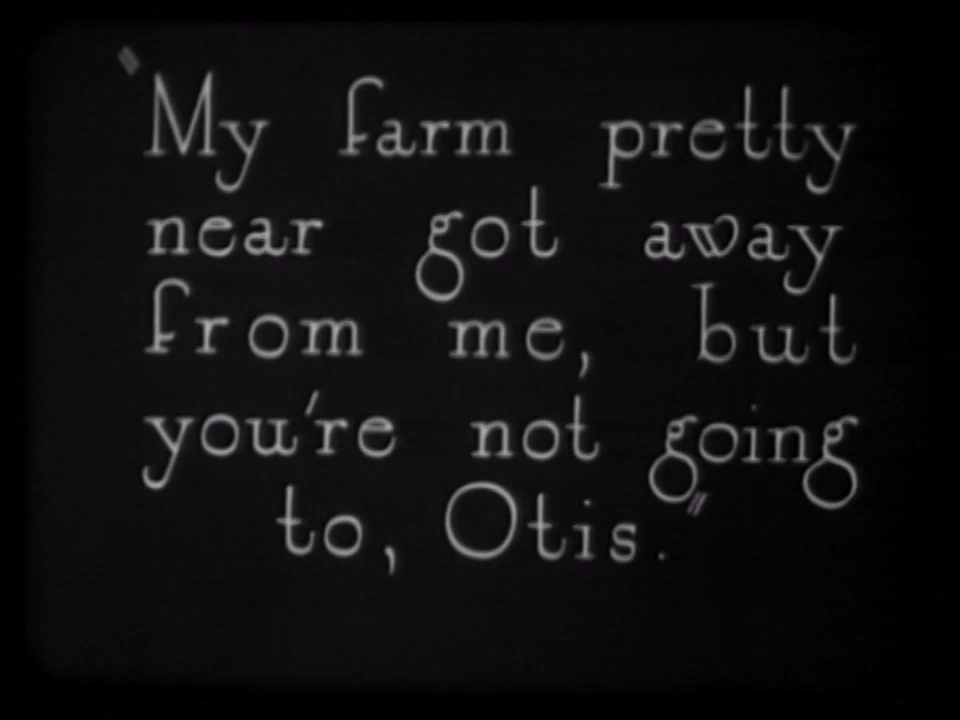 "My farm pretty
near got away
from me, but
you're not going
to, Otis."